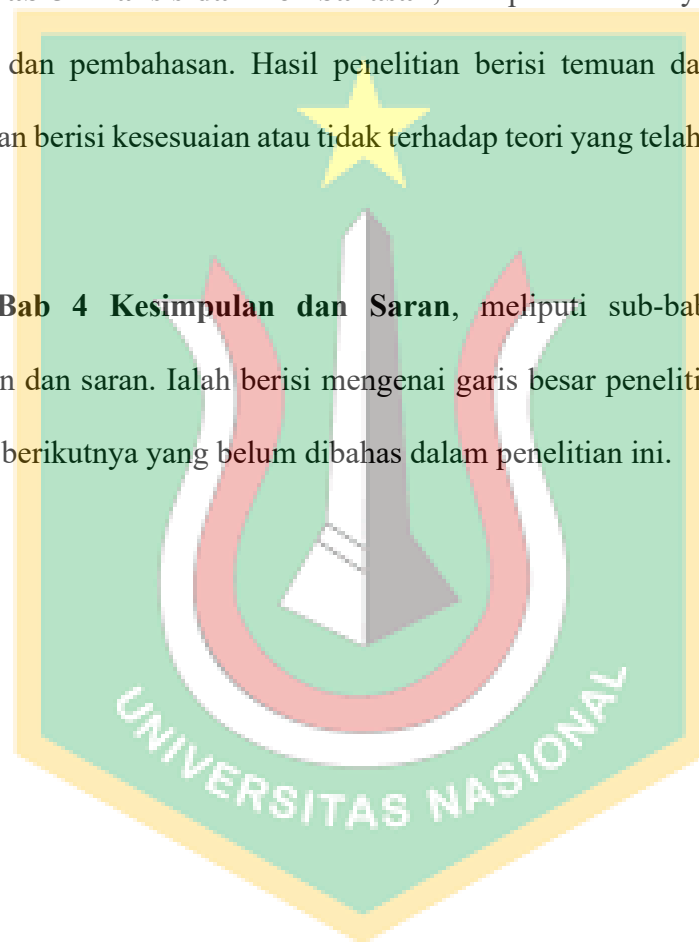 dan pembahasan. Hasil penelitian berisi temuan da
an berisi kesesuaian atau tidak terhadap teori yang telah
Bab 4 Kesimpulan dan Saran, meliputi sub-bab
n dan saran. Ialah berisi mengenai garis besar peneliti
berikutnya yang belum dibahas dalam penelitian ini.
UNIVERSITAS NASIONAL